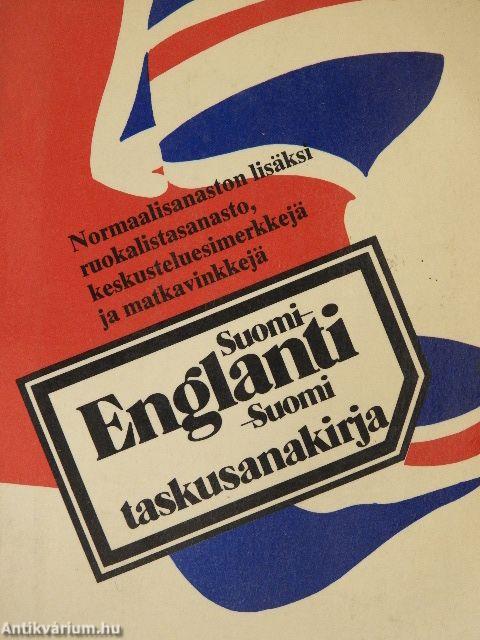 Normaalisanaston lisäksi
ruokalistasanasto,
keskusteluesimerkkejä
ja matkavinkkejä
Suomi–
Englanti
–Suomi
taskusanakirja
Antikvárium.hu